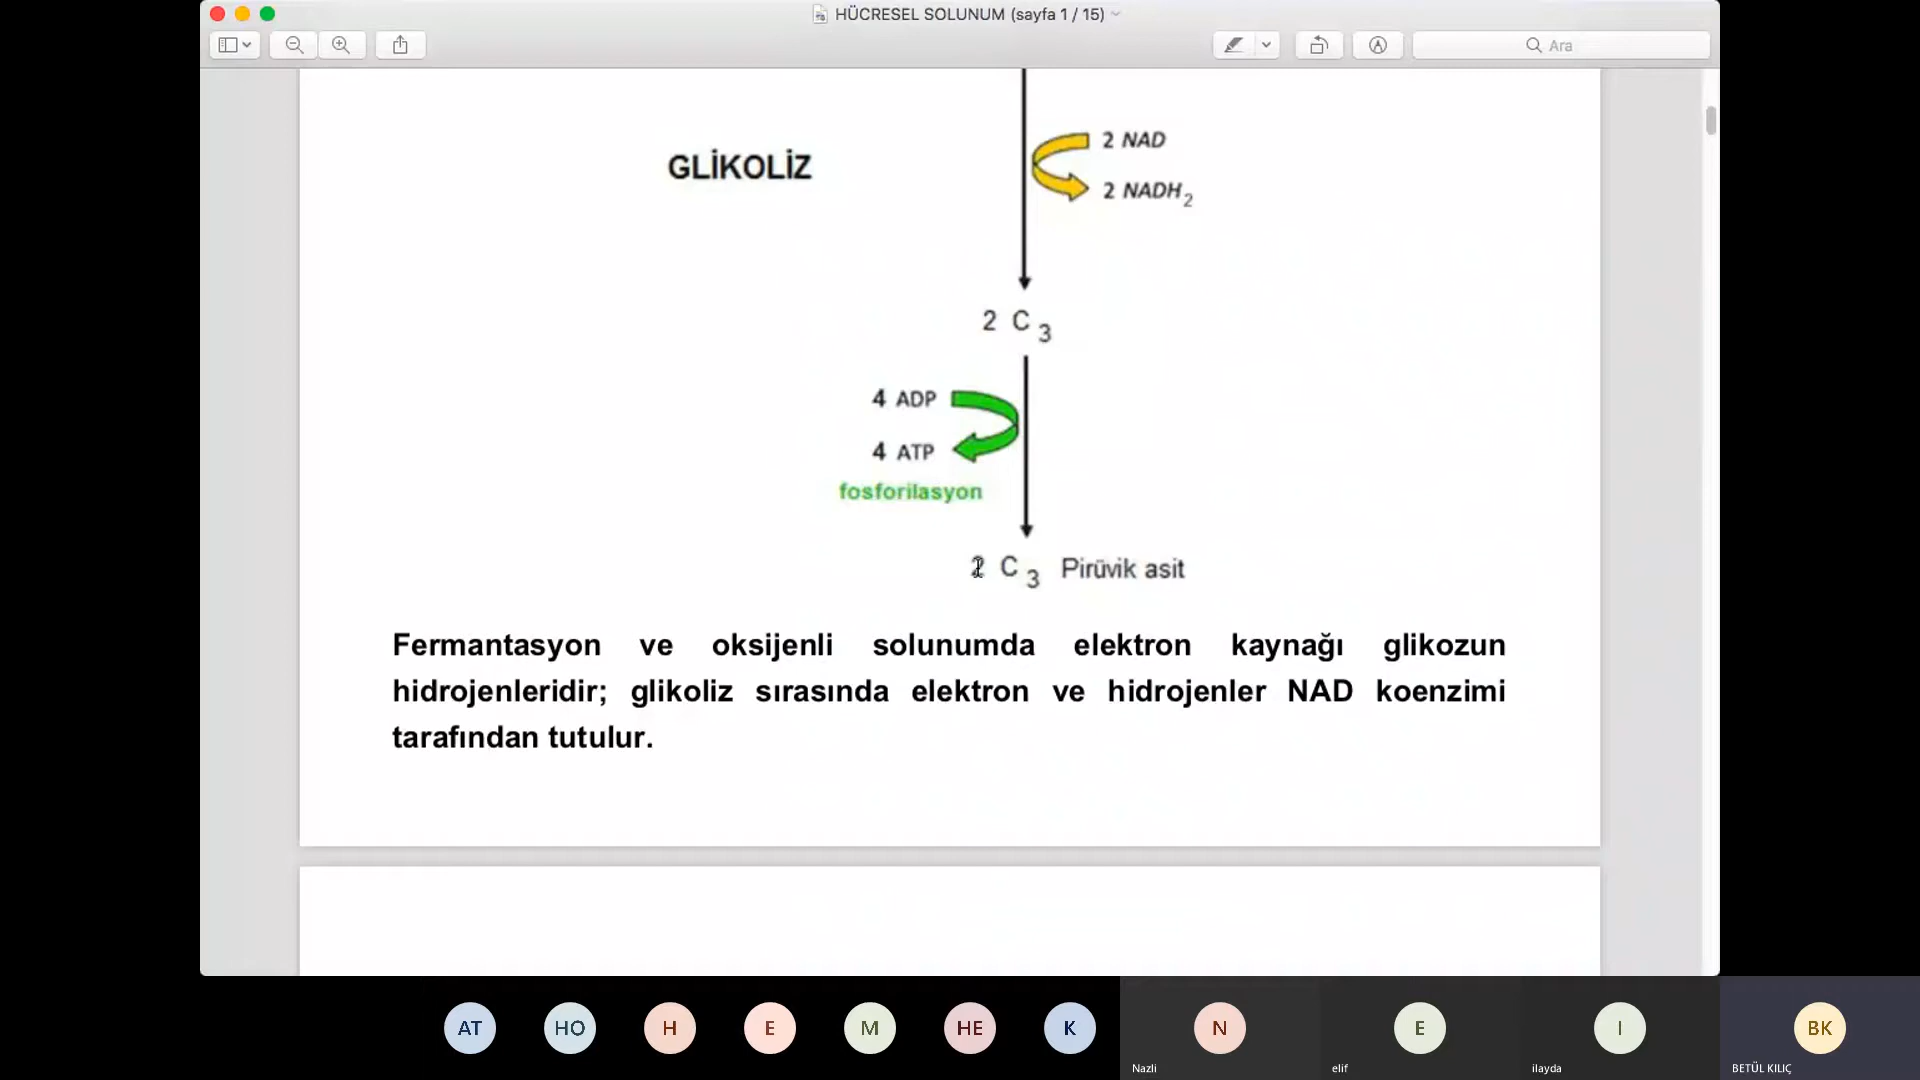 HÜCRESEL SOLUNUM (sayfa 1 / 15)
Ara
GLİKOLİZ
2 NAD
2 NADH2
2 C3
4 ADP
4 ATP
fosforilasyon
2 C3 Pirüvik asit
Fermantasyon ve oksijenli solunumda elektron kaynağı glikozun
hidrojenleridir; glikoliz sırasında elektron ve hidrojenler NAD koenzimi
tarafından tutulur.
AT HO H E M HE K N E I BK
Nazli elif ilayda BETÜL KILIÇ